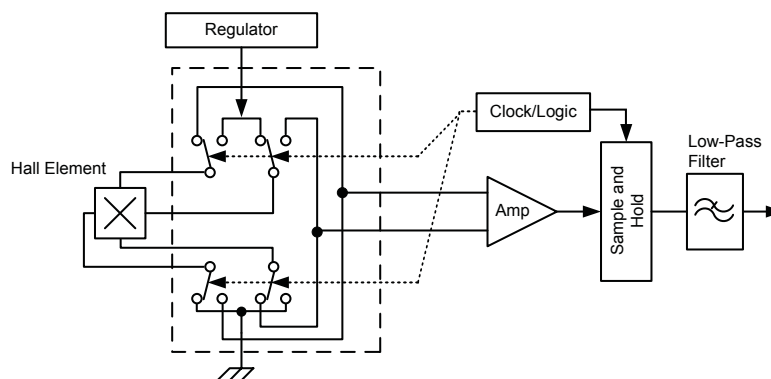 Regulator
Clock/Logic
Low-Pass
Filter
Hall Element
Amp
Sample and
Hold